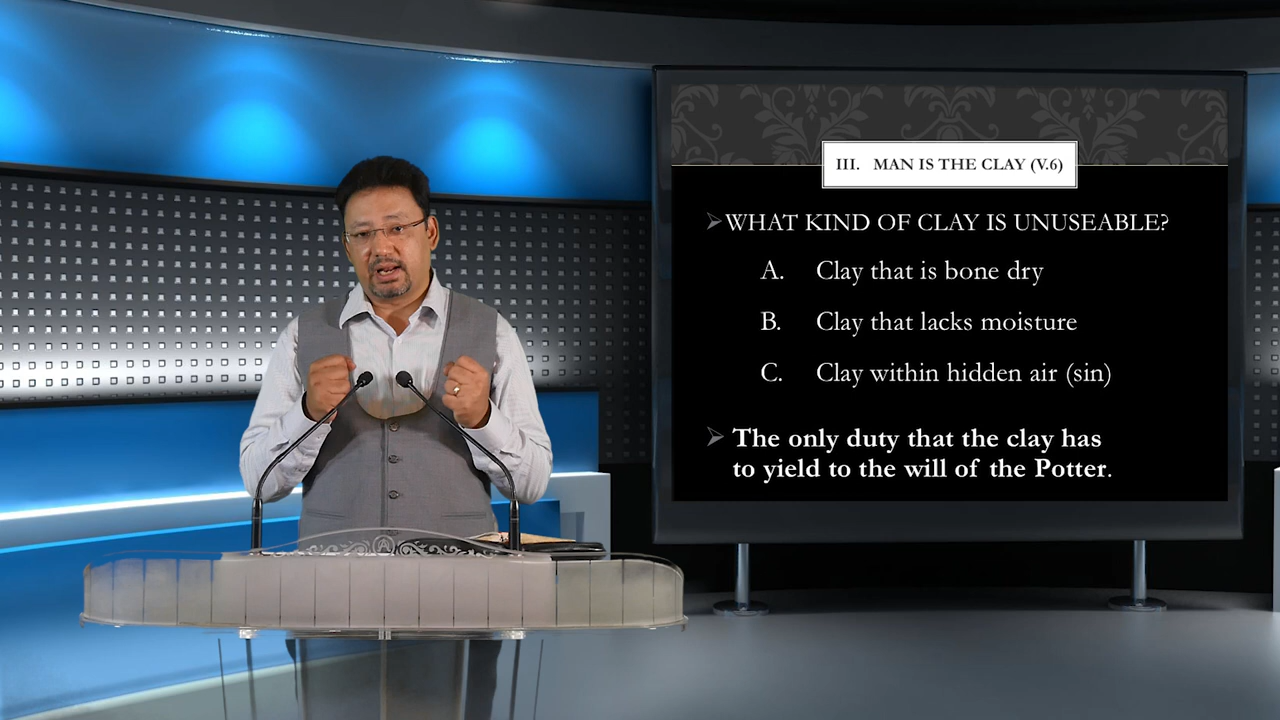 III. MAN IS THE CLAY (V.6)
➢WHAT KIND OF CLAY IS UNUSEABLE?
A. Clay that is bone dry
B. Clay that lacks moisture
C. Clay within hidden air (sin)
➢ The only duty that the clay has
to yield to the will of the Potter.